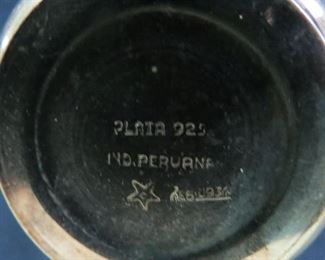 PLATA 925
IND. PERUANA